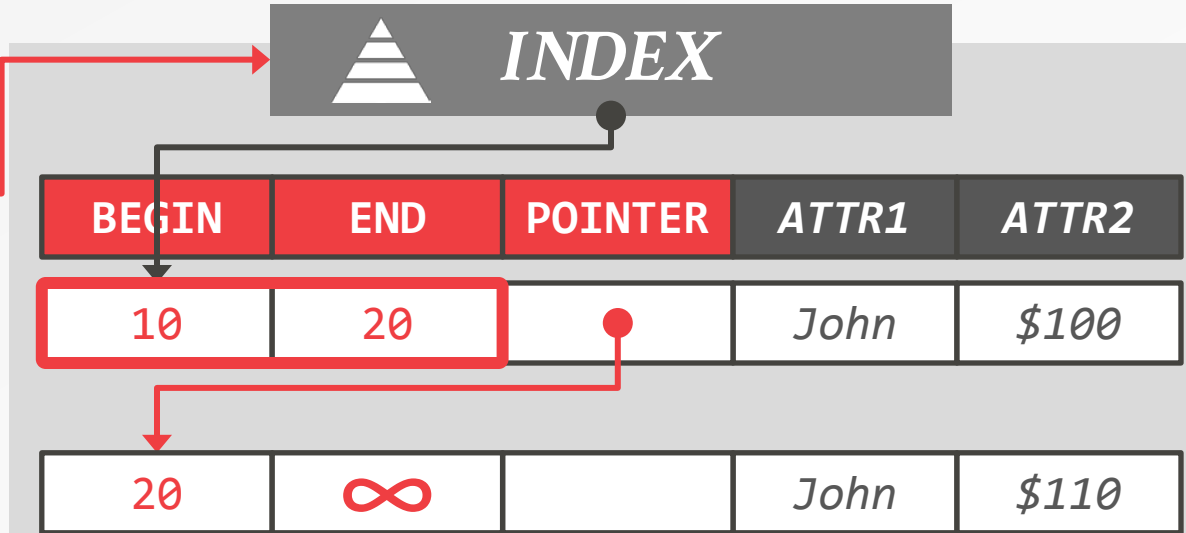 INDEX
BEGIN END POINTER ATTR1 ATTR2
10 20 John $100
20 ∞ John $110